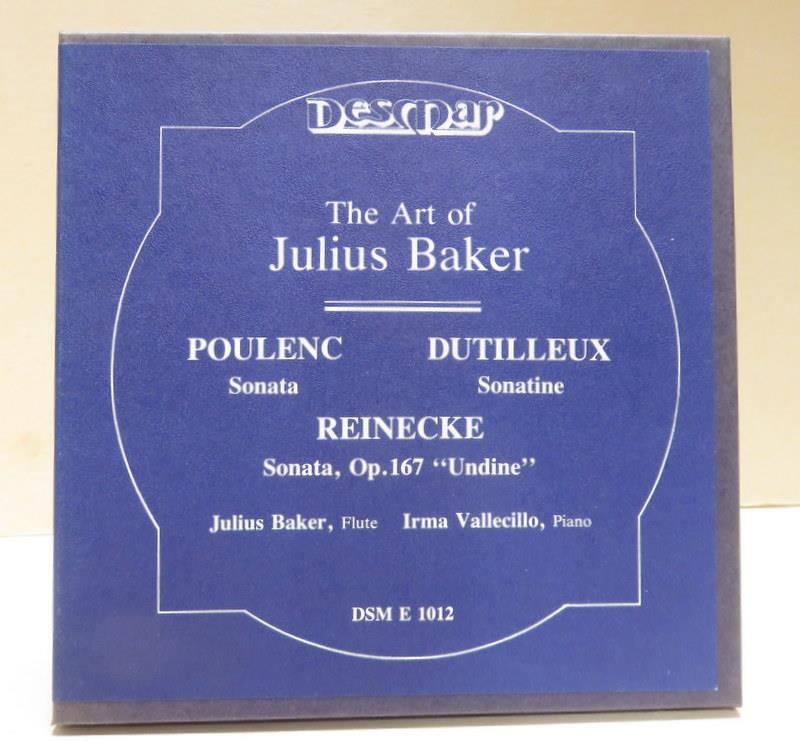 Desmar
The Art of
Julius Baker
POULENC DUTILLEUX
Sonata Sonatine
REINECKE
Sonata, Op.167 “Undine”
Julius Baker, Flute Irma Vallecillo, Piano
DSM E 1012